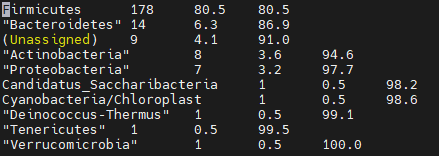 Firmicutes 178 80.5 80.5
"Bacteroidetes" 14 6.3 86.9
(Unassigned) 9 4.1 91.0
"Actinobacteria" 8 3.6 94.6
"Proteobacteria" 7 3.2 97.7
Candidatus_Saccharibacteria 1 0.5 98.2
Cyanobacteria/Chloroplast 1 0.5 98.6
"Deinococcus-Thermus" 1 0.5 99.1
"Tenericutes" 1 0.5 99.5
"Verrucomicrobia" 1 0.5 100.0